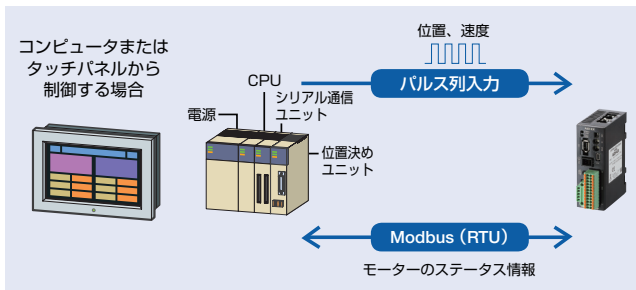 コンピュータまたは
タッチパネルから
制御する場合
電源
CPU
シリアル通信
ユニット
位置決め
ユニット
位置、速度
パルス列入力
Modbus（RTU）
モーターのステータス情報